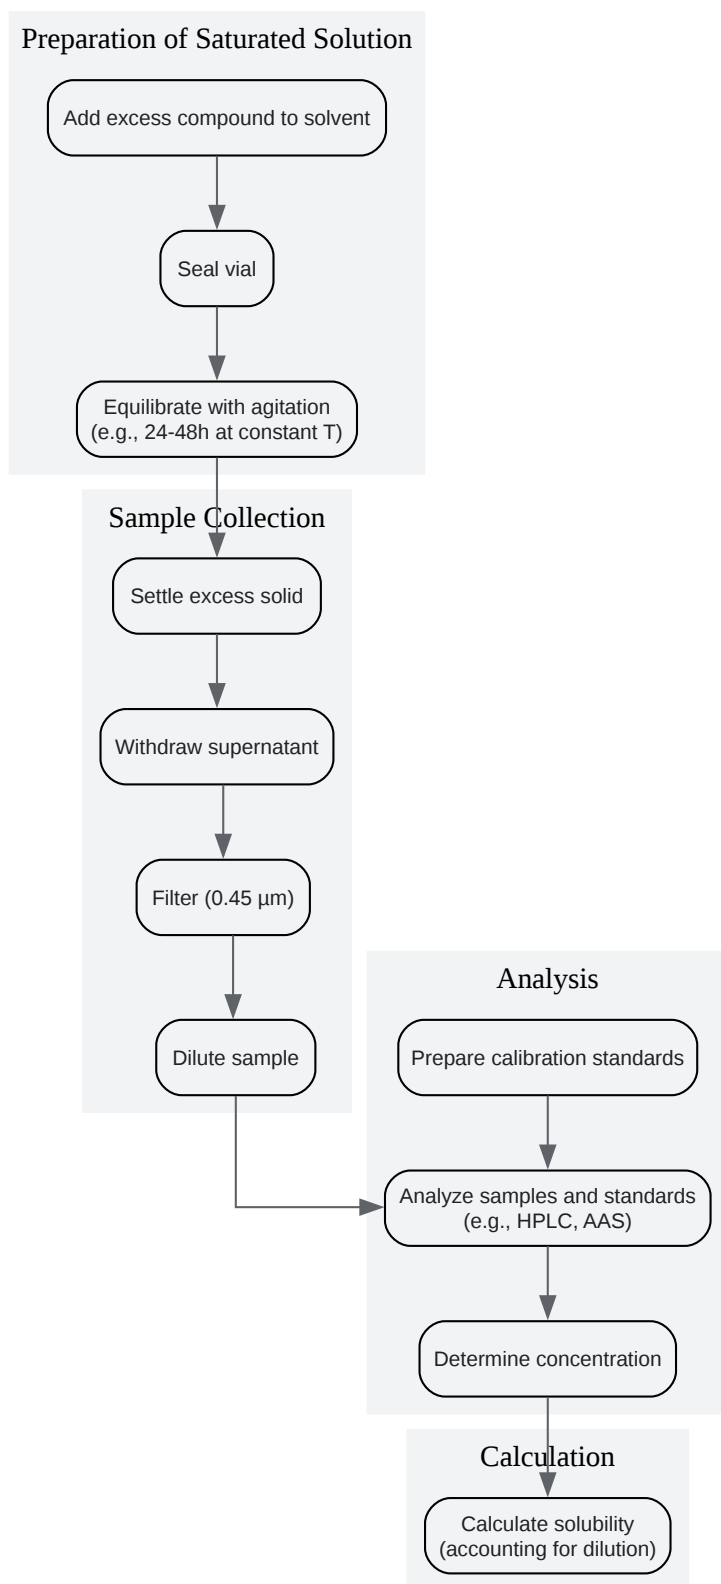 Preparation of Saturated Solution
Add excess compound to solvent
Seal vial
Equilibrate with agitation
(e.g., 24-48h at constant T)
Sample Collection
Settle excess solid
Withdraw supernatant
Filter (0.45 µm)
Dilute sample
Analysis
Prepare calibration standards
Analyze samples and standards
(e.g., HPLC, AAS)
Determine concentration
Calculation
Calculate solubility
(accounting for dilution)